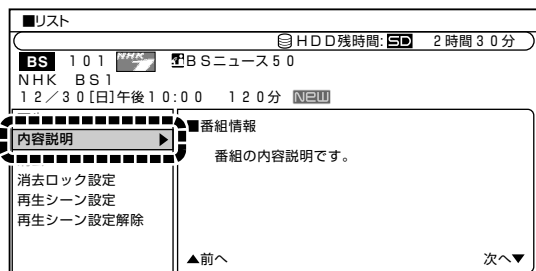 ■リスト
HDD残時間:SD 2時間30分
BS 101 NHK BSニュース50
NHK BS1
12/30[日]午後10:00 120分 New
内容説明 ▶
消去ロック設定
再生シーン設定
再生シーン設定解除
■番組情報
番組の内容説明です。
▲前へ 次へ▼